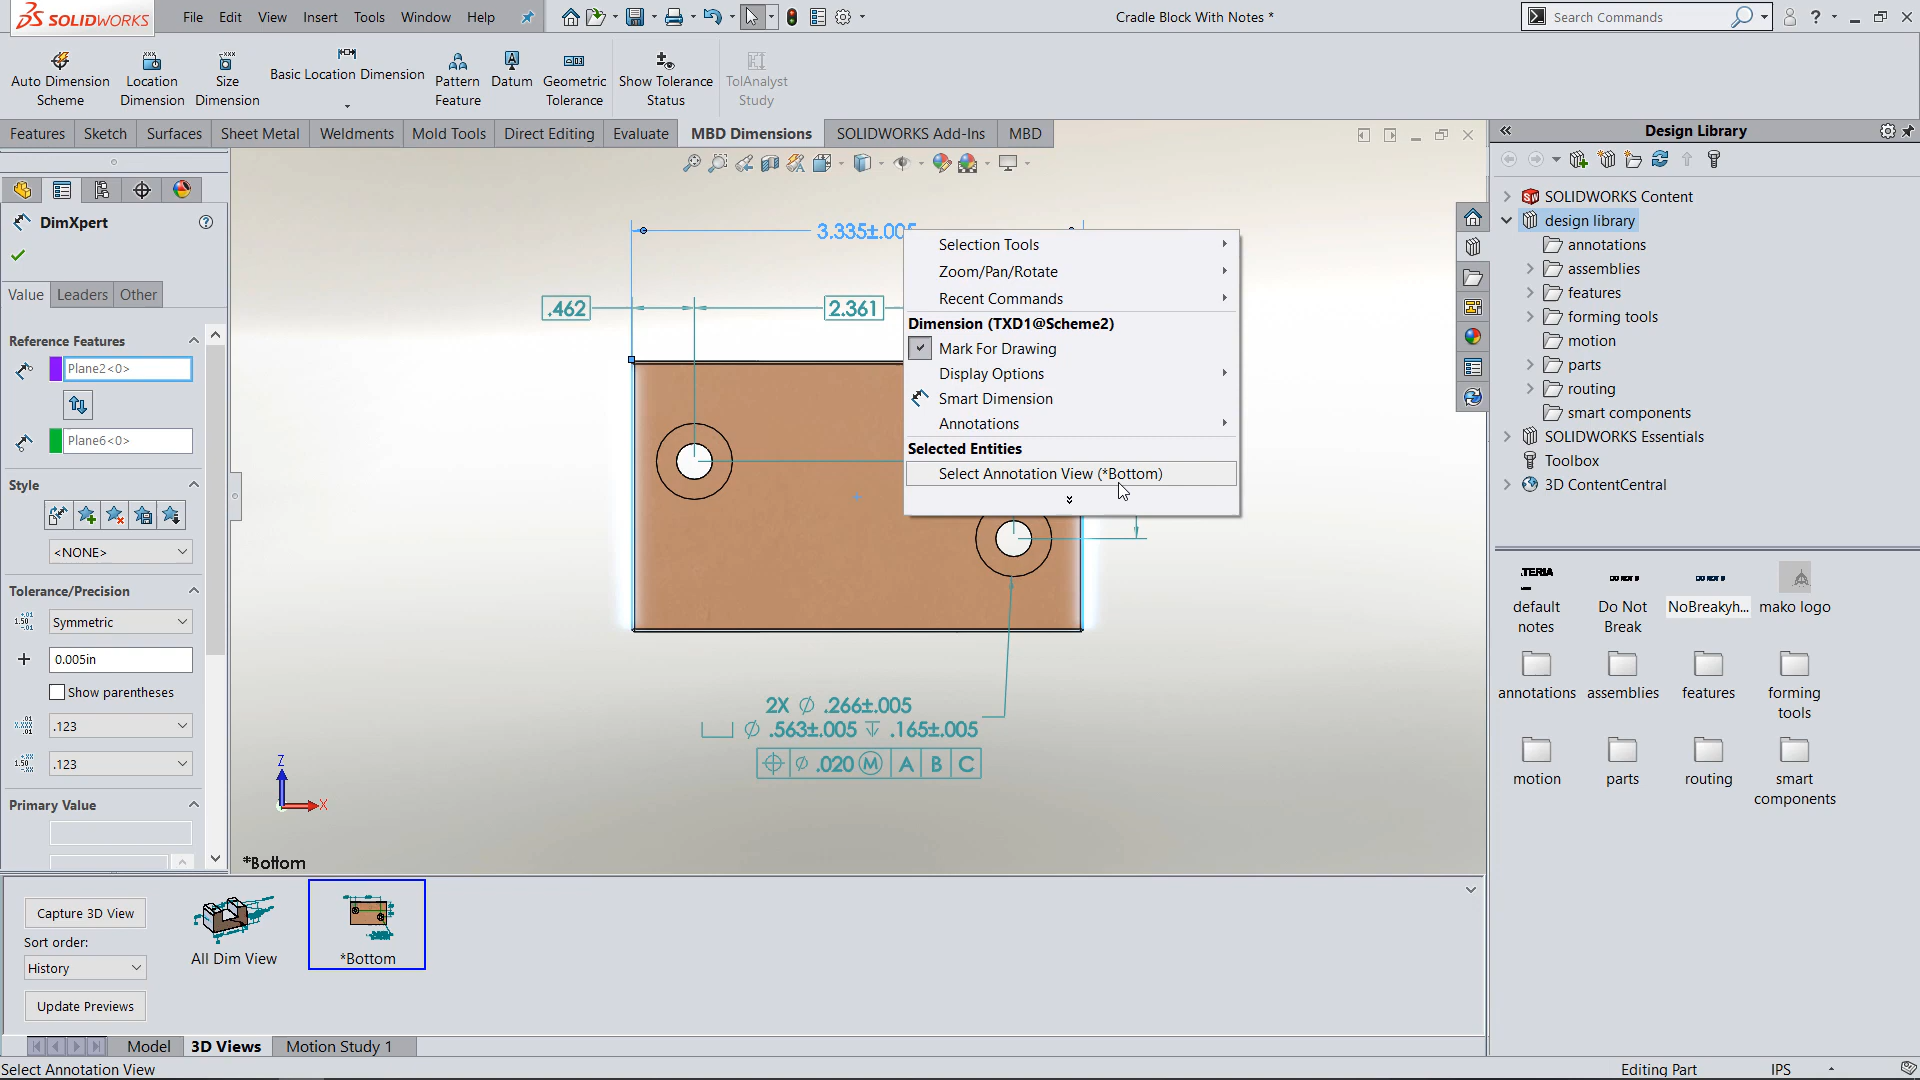 SOLIDWORKS
File Edit View Insert Tools Window Help
Cradle Block With Notes *
Search Commands
Auto Dimension Scheme
Location Dimension
Size Dimension
Basic Location Dimension
Pattern Feature
Datum
Geometric Tolerance
Show Tolerance Status
TolAnalyst Study
Features Sketch Surfaces Sheet Metal Weldments Mold Tools Direct Editing Evaluate MBD Dimensions SOLIDWORKS Add-Ins MBD
DimXpert
Value Leaders Other
Reference Features
Plane2<0>
Plane6<0>
Style
<NONE>
Tolerance/Precision
Symmetric
0.005in
Show parentheses
.123
.123
Primary Value
3.335±.005
.462
2.361
Selection Tools
Zoom/Pan/Rotate
Recent Commands
Dimension (TXD1@Scheme2)
Mark For Drawing
Display Options
Smart Dimension
Annotations
Selected Entities
Select Annotation View (*Bottom)
2X ∅ .266±.005
⌴ ∅ .563±.005 ↧ .165±.005
⌖ ∅ .020 Ⓜ A B C
Z
X
*Bottom
Design Library
SOLIDWORKS Content
design library
annotations
assemblies
features
forming tools
motion
parts
routing
smart components
SOLIDWORKS Essentials
Toolbox
3D ContentCentral
.TERIA
DO NOT B
DO NOT B
default notes
Do Not Break
NoBreakyh...
mako logo
annotations
assemblies
features
forming tools
motion
parts
routing
smart components
Capture 3D View
Sort order:
History
Update Previews
All Dim View
*Bottom
Model 3D Views Motion Study 1
Select Annotation View
Editing Part
IPS